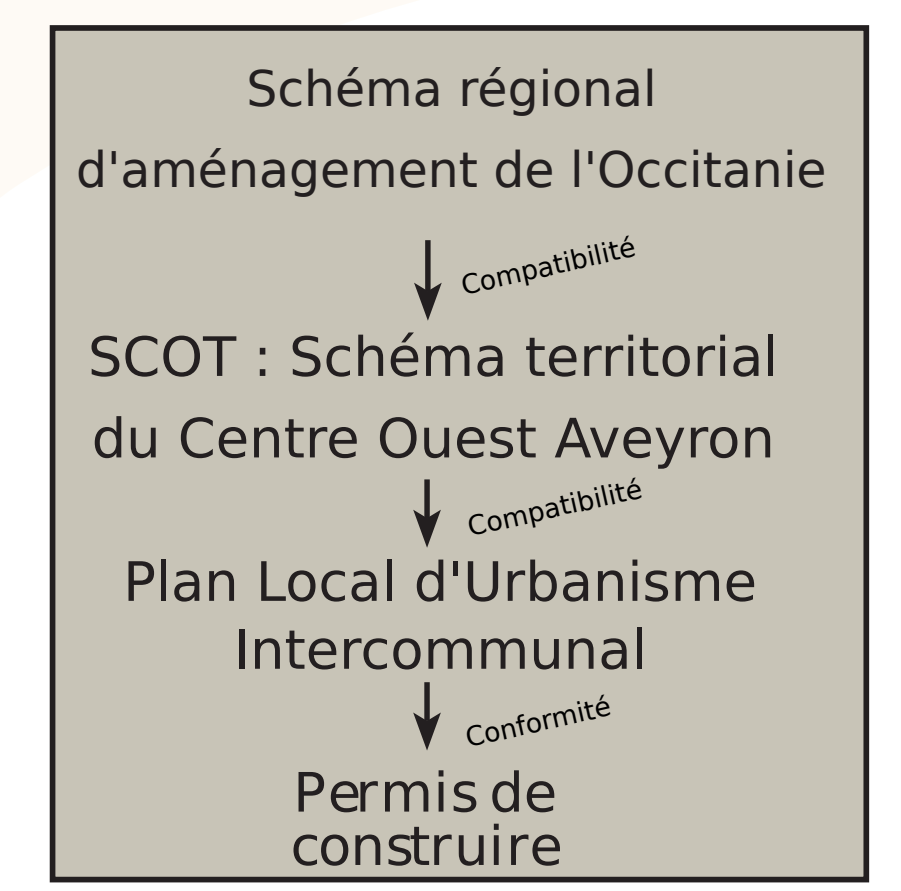 Schéma régional
d'aménagement de l'Occitanie
Compatibilité
SCOT : Schéma territorial
du Centre Ouest Aveyron
Compatibilité
Plan Local d'Urbanisme
Intercommunal
Conformité
Permis de
construire